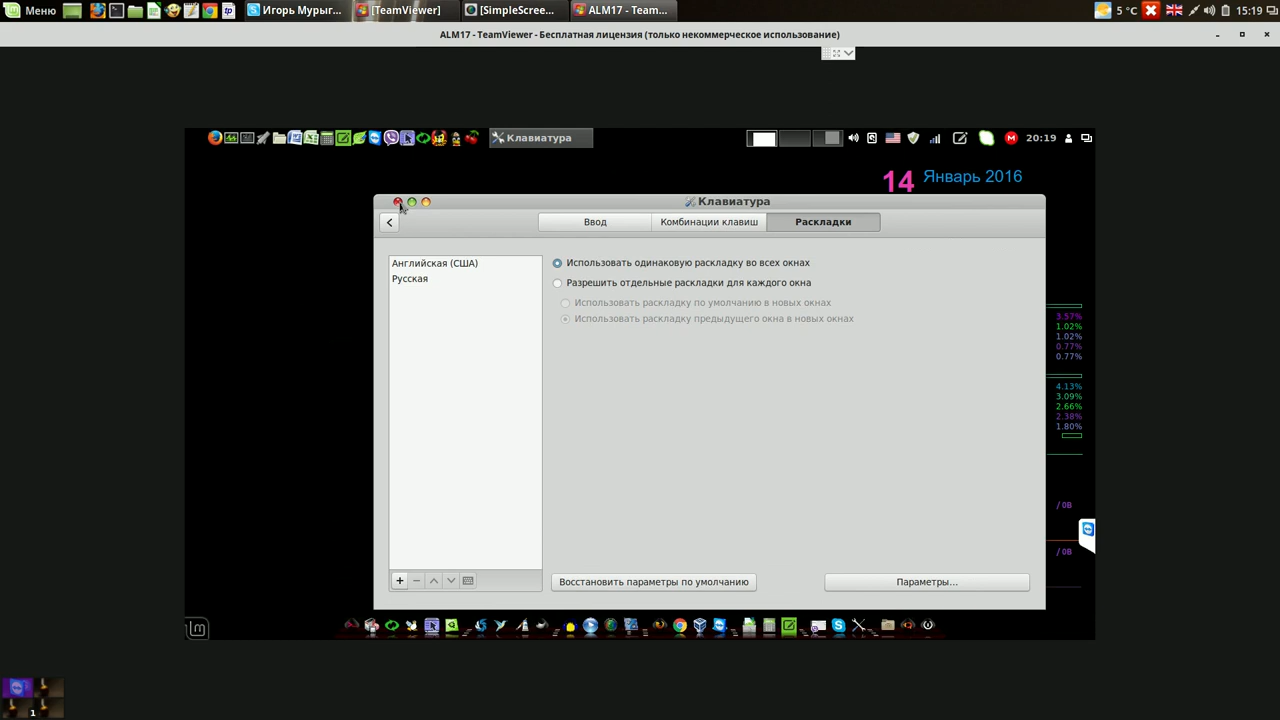 Меню
Игорь Мурыг...
[TeamViewer]
[SimpleScree...
ALM17 - Team...
5 °C
15:19
ALM17 - TeamViewer - Бесплатная лицензия (только некоммерческое использование)
Клавиатура
20:19
14 Январь 2016
Клавиатура
Ввод
Комбинации клавиш
Раскладки
Английская (США)
Русская
Использовать одинаковую раскладку во всех окнах
Разрешить отдельные раскладки для каждого окна
Использовать раскладку по умолчанию в новых окнах
Использовать раскладку предыдущего окна в новых окнах
3.57%
1.02%
1.02%
0.77%
0.77%
4.13%
3.09%
2.66%
2.38%
1.80%
/ 0B
/ 0B
Восстановить параметры по умолчанию
Параметры...
1